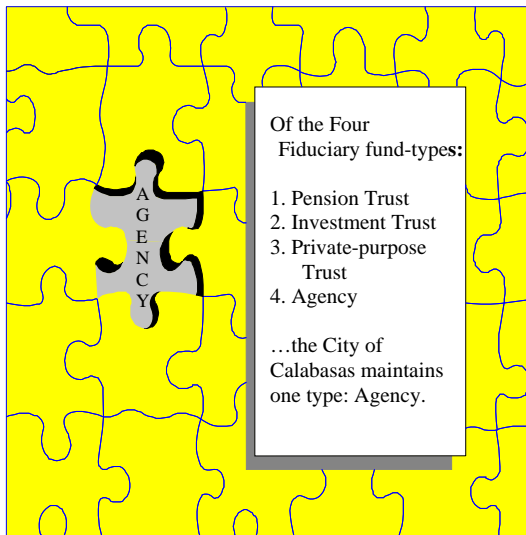 AGENCY
Of the Four
Fiduciary fund-types:
1. Pension Trust
2. Investment Trust
3. Private-purpose
Trust
4. Agency
…the City of
Calabasas maintains
one type: Agency.